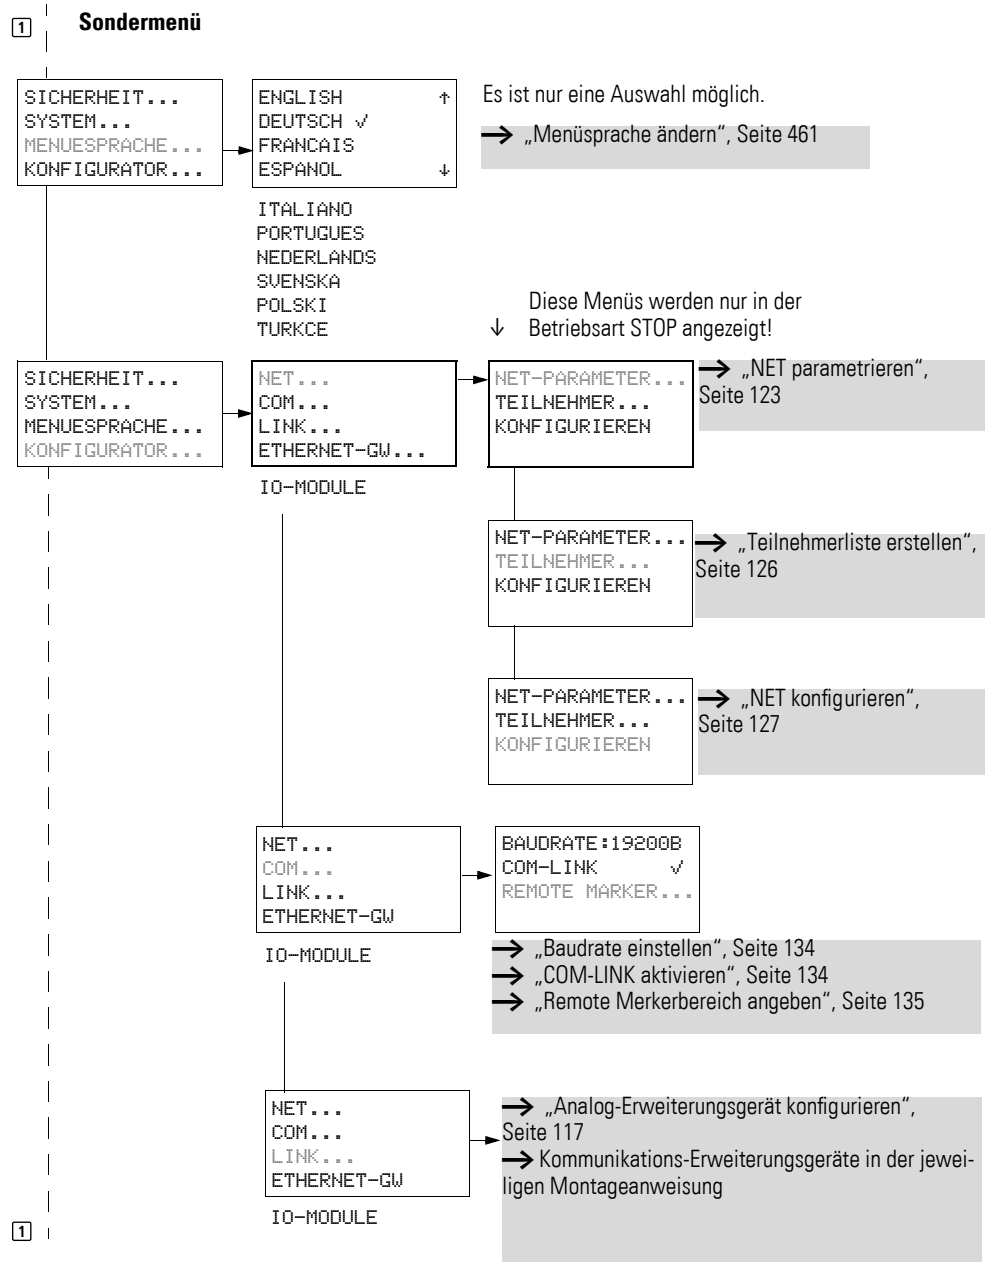 1
Sondermenü
SICHERHEIT...
SYSTEM...
MENUESPRACHE...
KONFIGURATOR...
ENGLISH ↑
DEUTSCH √
FRANCAIS
ESPANOL ↓
ITALIANO
PORTUGUES
NEDERLANDS
SVENSKA
POLSKI
TURKCE
Es ist nur eine Auswahl möglich.
→ „Menüsprache ändern“, Seite 461
Diese Menüs werden nur in der
↓ Betriebsart STOP angezeigt!
SICHERHEIT...
SYSTEM...
MENUESPRACHE...
KONFIGURATOR...
NET...
COM...
LINK...
ETHERNET-GW...
IO-MODULE
NET-PARAMETER...
TEILNEHMER...
KONFIGURIEREN
→ „NET parametrieren“,
Seite 123
NET-PARAMETER...
TEILNEHMER...
KONFIGURIEREN
→ „Teilnehmerliste erstellen“,
Seite 126
NET-PARAMETER...
TEILNEHMER...
KONFIGURIEREN
→ „NET konfigurieren“,
Seite 127
NET...
COM...
LINK...
ETHERNET-GW
IO-MODULE
BAUDRATE:19200B
COM-LINK √
REMOTE MARKER...
→ „Baudrate einstellen“, Seite 134
→ „COM-LINK aktivieren“, Seite 134
→ „Remote Merkerbereich angeben“, Seite 135
NET...
COM...
LINK...
ETHERNET-GW
IO-MODULE
→ „Analog-Erweiterungsgerät konfigurieren“,
Seite 117
→ Kommunikations-Erweiterungsgeräte in der jewei-
ligen Montageanweisung
1